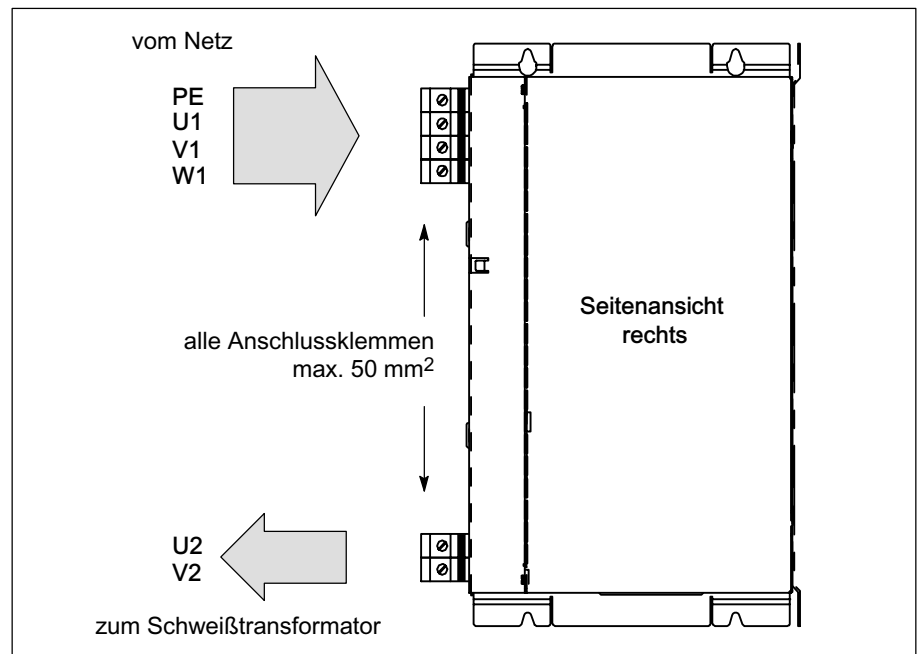 vom Netz
PE
U1
V1
W1
Seitenansicht
rechts
alle Anschlussklemmen
max. 50 mm²
U2
V2
zum Schweißtransformator